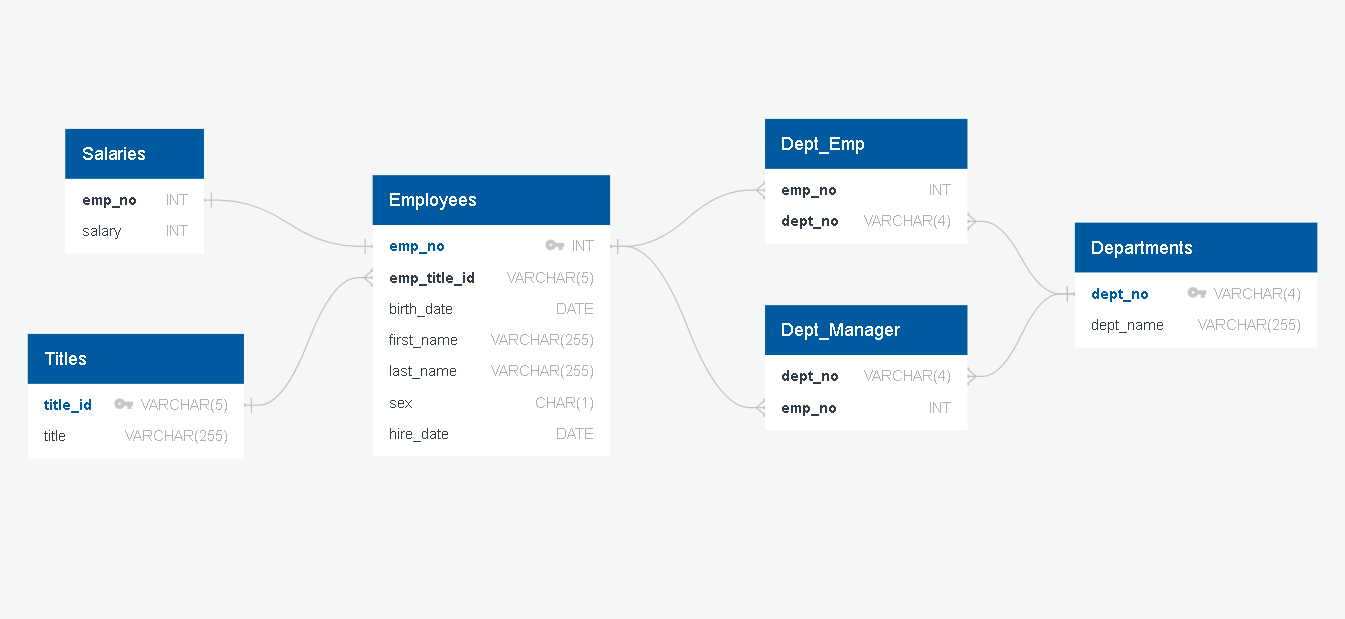 Salaries
emp_no INT
salary INT
Titles
title_id VARCHAR(5)
title VARCHAR(255)
Employees
emp_no INT
emp_title_id VARCHAR(5)
birth_date DATE
first_name VARCHAR(255)
last_name VARCHAR(255)
sex CHAR(1)
hire_date DATE
Dept_Emp
emp_no INT
dept_no VARCHAR(4)
Dept_Manager
dept_no VARCHAR(4)
emp_no INT
Departments
dept_no VARCHAR(4)
dept_name VARCHAR(255)